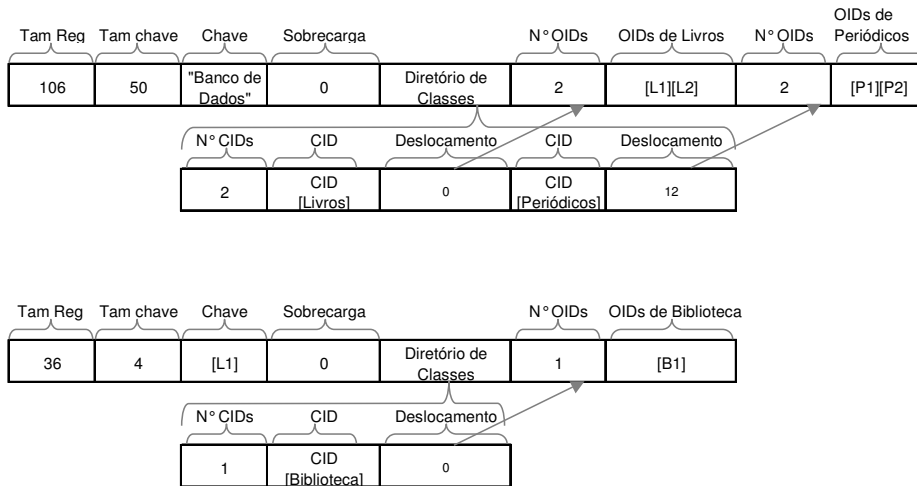 OIDs de
Tam Reg Tam chave Chave Sobrecarga N° OIDs OIDs de Livros N° OIDs Periódicos
106 50 "Banco de Dados" 0 Diretório de Classes 2 [L1][L2] 2 [P1][P2]
N° CIDs CID Deslocamento CID Deslocamento
2 CID [Livros] 0 CID [Periódicos] 12
Tam Reg Tam chave Chave Sobrecarga N° OIDs OIDs de Biblioteca
36 4 [L1] 0 Diretório de Classes 1 [B1]
N° CIDs CID Deslocamento
1 CID [Biblioteca] 0